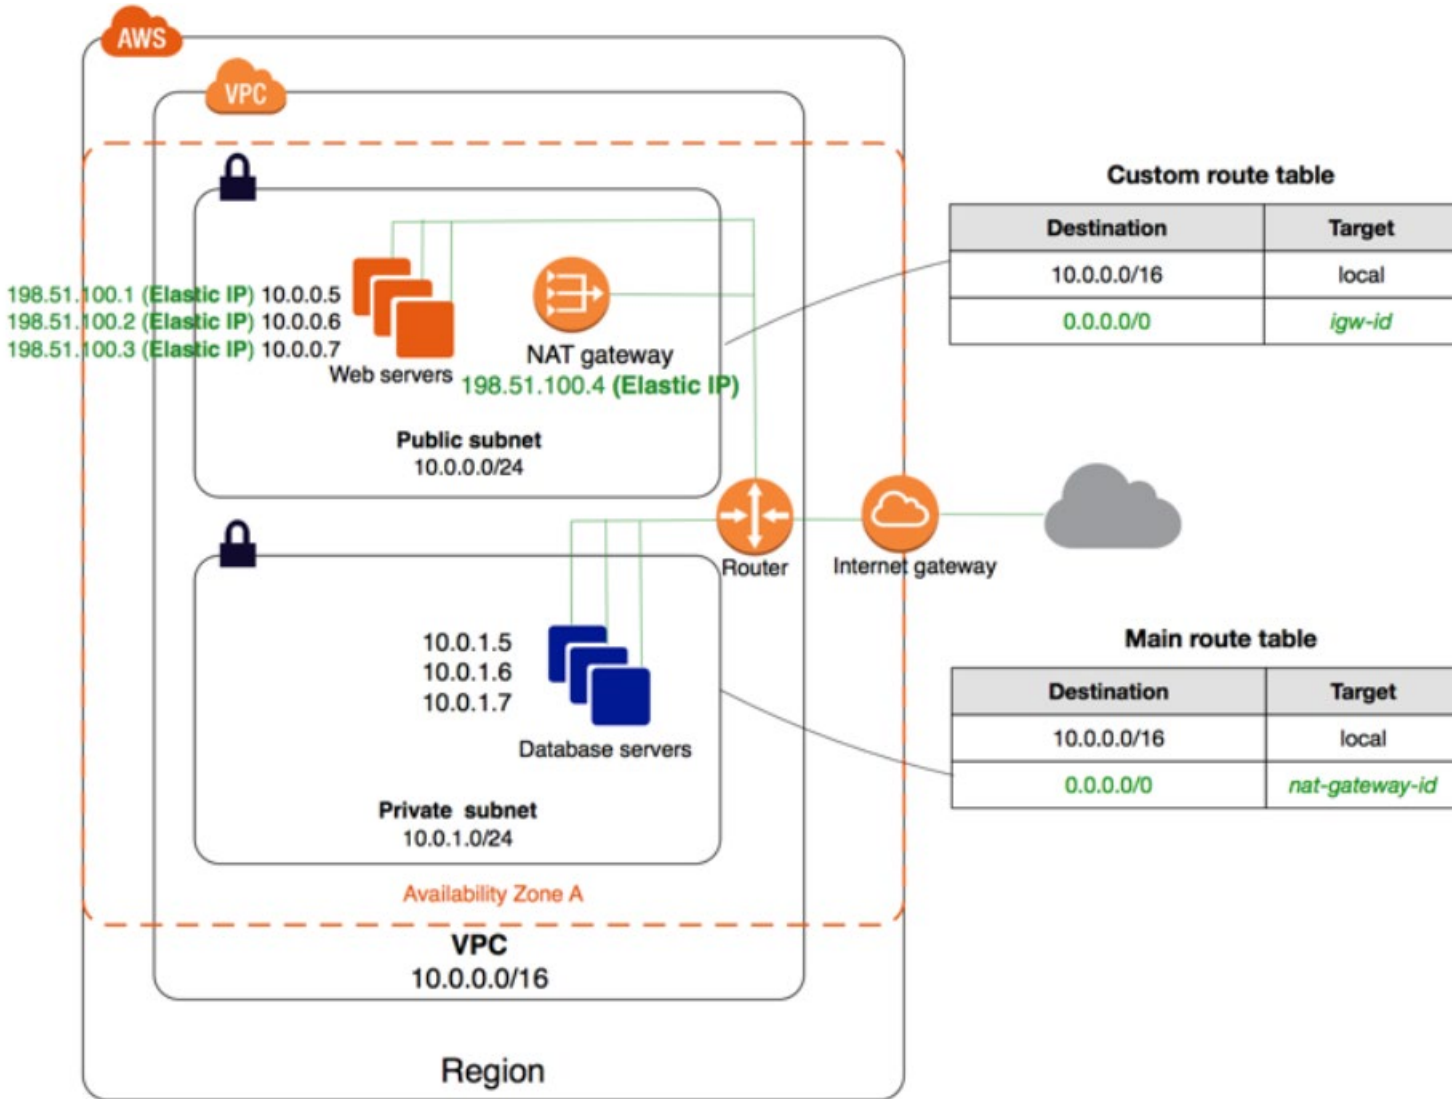 AWS
VPC
198.51.100.1 (Elastic IP) 10.0.0.5
198.51.100.2 (Elastic IP) 10.0.0.6
198.51.100.3 (Elastic IP) 10.0.0.7
Web servers
NAT gateway
198.51.100.4 (Elastic IP)
Public subnet
10.0.0.0/24
Router
Internet gateway
10.0.1.5
10.0.1.6
10.0.1.7
Database servers
Private subnet
10.0.1.0/24
Availability Zone A
VPC
10.0.0.0/16
Region
Custom route table
Destination Target
10.0.0.0/16 local
0.0.0.0/0 igw-id
Main route table
Destination Target
10.0.0.0/16 local
0.0.0.0/0 nat-gateway-id